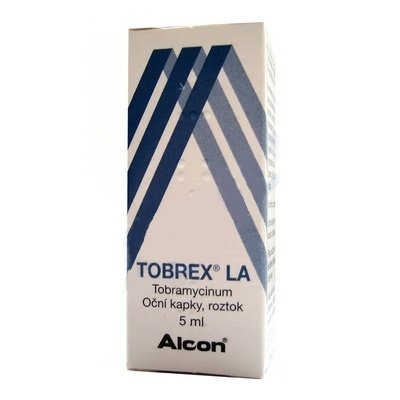 TOBREX® LA
Tobramycinum
Oční kapky, roztok
5 ml
Alcon®